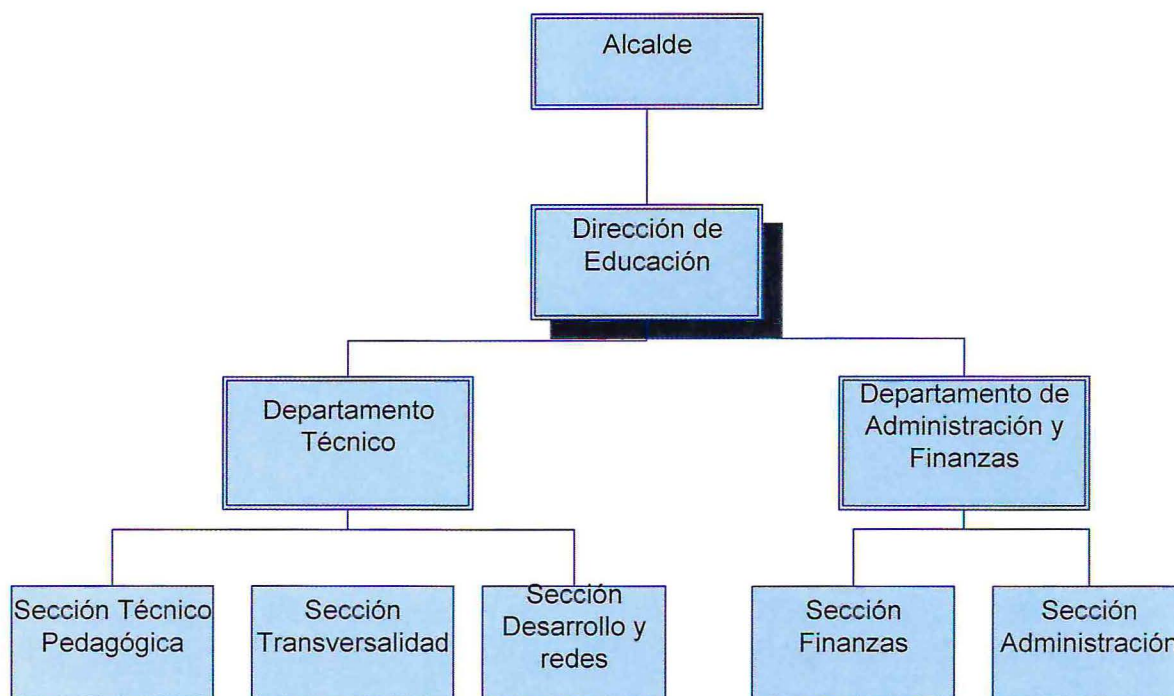 Alcalde
Dirección de
Educación
Departamento
Técnico
Departamento de
Administración y
Finanzas
Sección Técnico
Pedagógica
Sección
Transversalidad
Sección
Desarrollo y
redes
Sección
Finanzas
Sección
Administración